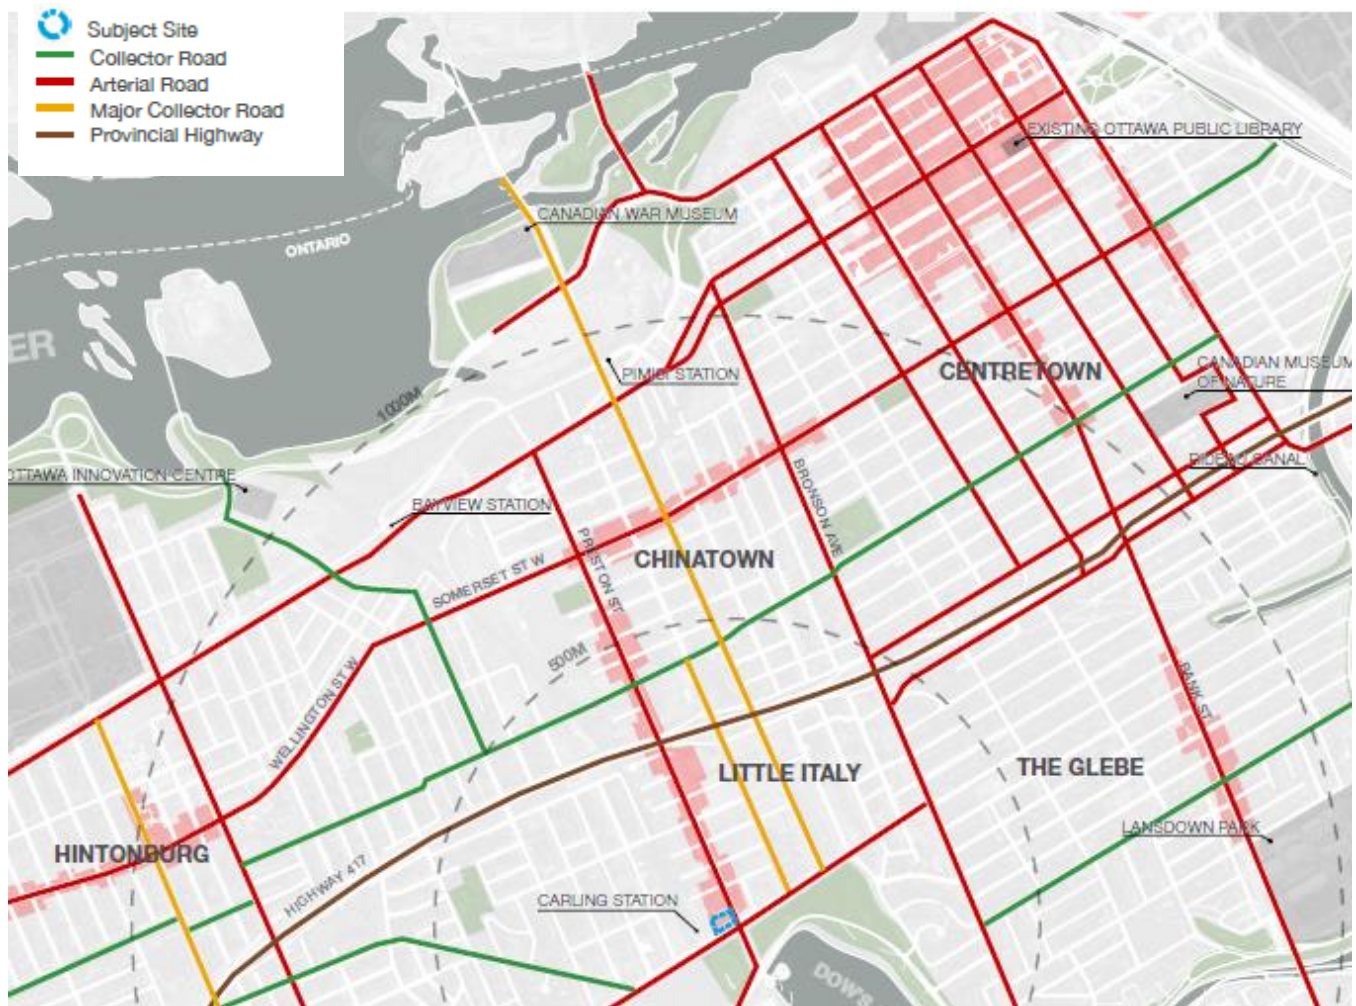 Subject Site
Collector Road
Arterial Road
Major Collector Road
Provincial Highway
EXISTING OTTAWA PUBLIC LIBRARY
CANADIAN WAR MUSEUM
ONTARIO
ER
PIMISI STATION
1000M
CENTRETOWN
CANADIAN MUSEUM
OF NATURE
OTTAWA INNOVATION CENTRE
RIDEAU CANAL
BAYVIEW STATION
BRONSON AVE
PRESTON ST
CHINATOWN
SOMERSET ST W
500M
WELLINGTON ST W
BANK ST
LITTLE ITALY
THE GLEBE
LANSDOWN PARK
HINTONBURG
HIGHWAY 417
CARLING STATION
DOW'S